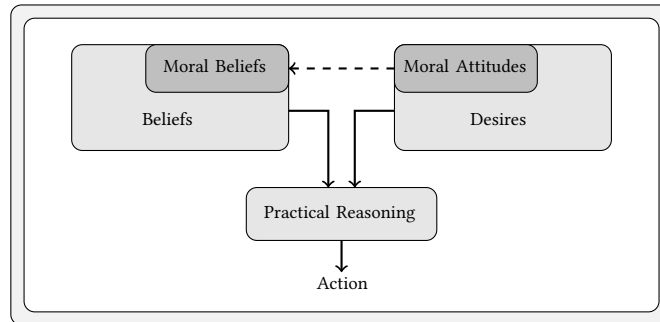 Moral Beliefs
Moral Attitudes
Beliefs
Desires
Practical Reasoning
Action